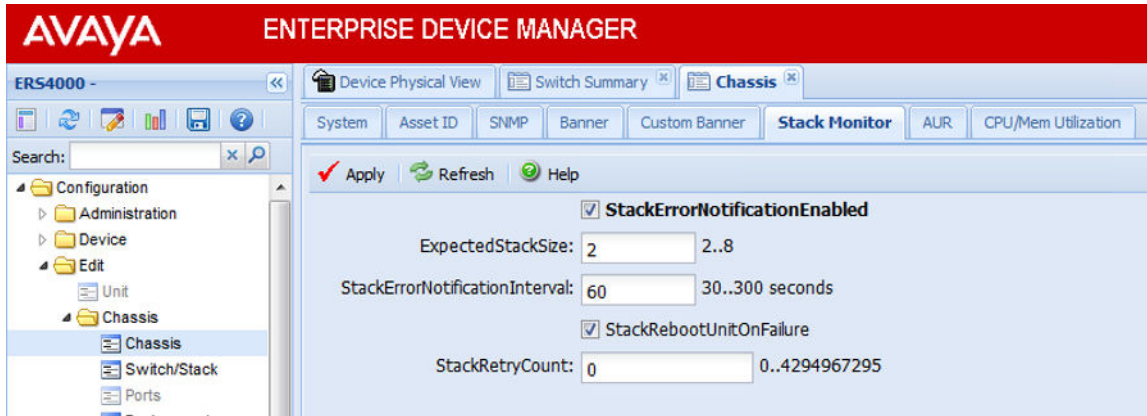 AVAYA ENTERPRISE DEVICE MANAGER
ERS4000 -
Device Physical View Switch Summary Chassis
System Asset ID SNMP Banner Custom Banner Stack Monitor AUR CPU/Mem Utilization
Search:
Apply Refresh Help
Configuration
Administration
Device
Edit
Unit
Chassis
Chassis
Switch/Stack
Ports
StackErrorNotificationEnabled
ExpectedStackSize: 2 2..8
StackErrorNotificationInterval: 60 30..300 seconds
StackRebootUnitOnFailure
StackRetryCount: 0 0..4294967295